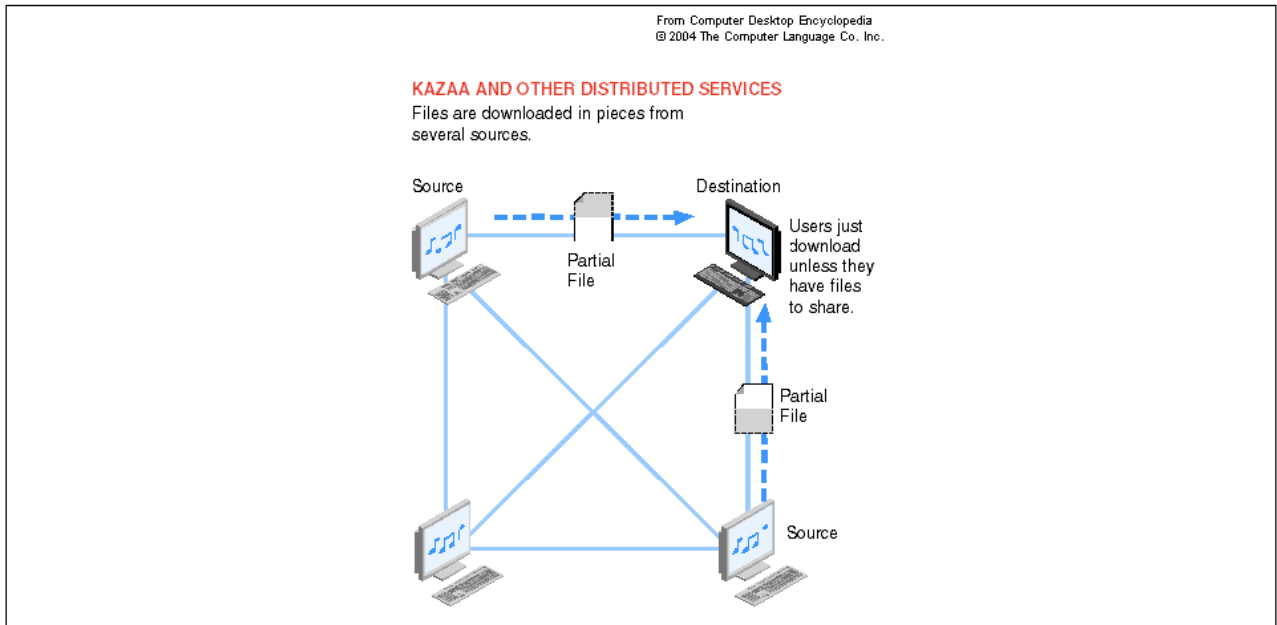 From Computer Desktop Encyclopedia
© 2004 The Computer Language Co. Inc.
KAZAA AND OTHER DISTRIBUTED SERVICES
Files are downloaded in pieces from
several sources.
Source
Destination
Partial
File
Users just
download
unless they
have files
to share.
Partial
File
Source